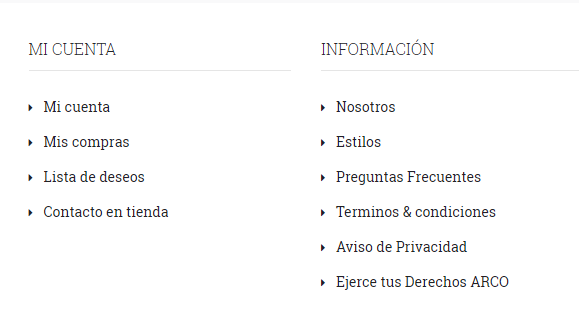 MI CUENTA
Mi cuenta
Mis compras
Lista de deseos
Contacto en tienda
INFORMACIÓN
Nosotros
Estilos
Preguntas Frecuentes
Terminos & condiciones
Aviso de Privacidad
Ejerce tus Derechos ARCO